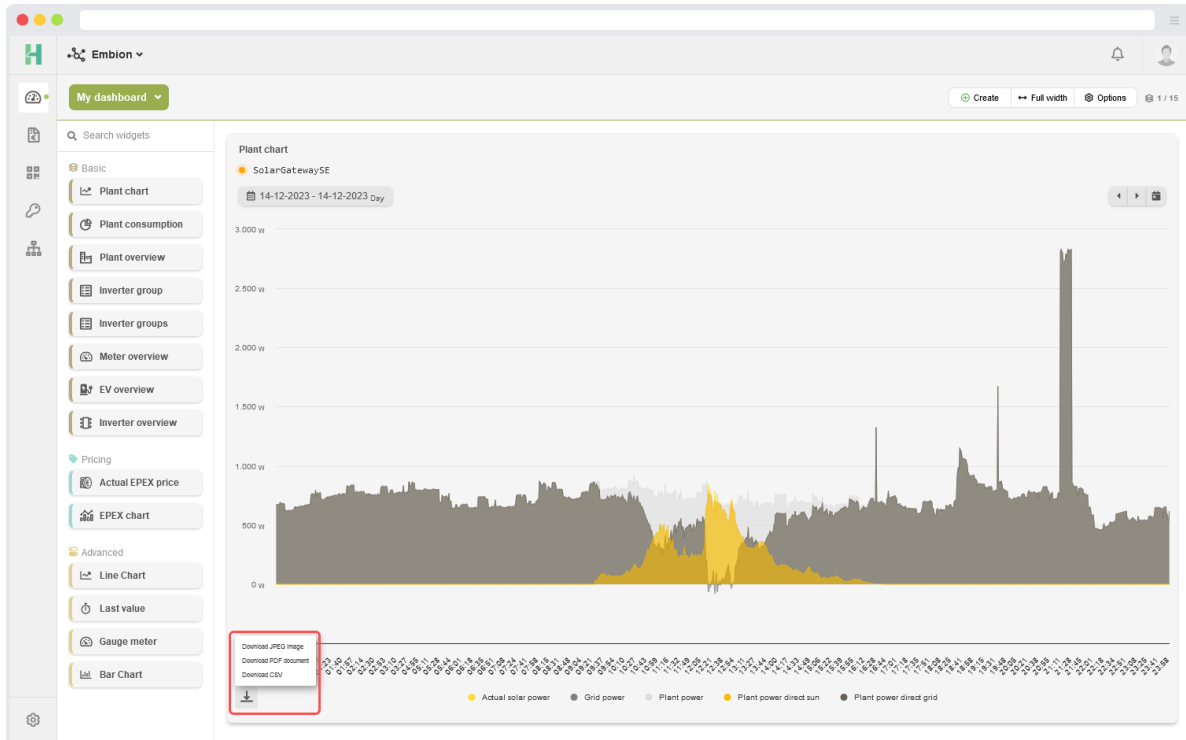 H
Embion
My dashboard
Create
Full width
Options
1 / 15
Search widgets
Basic
Plant chart
Plant consumption
Plant overview
Inverter group
Inverter groups
Meter overview
EV overview
Inverter overview
Pricing
Actual EPEX price
EPEX chart
Advanced
Line Chart
Last value
Gauge meter
Bar Chart
Plant chart
SolarGatewaySE
14-12-2023 - 14-12-2023 Day
3.000 w
2.500 w
2.000 w
1.500 w
1.000 w
500 w
0 w
Download JPEG image
Download PDF document
Download CSV
Actual solar power
Grid power
Plant power
Plant power direct sun
Plant power direct grid